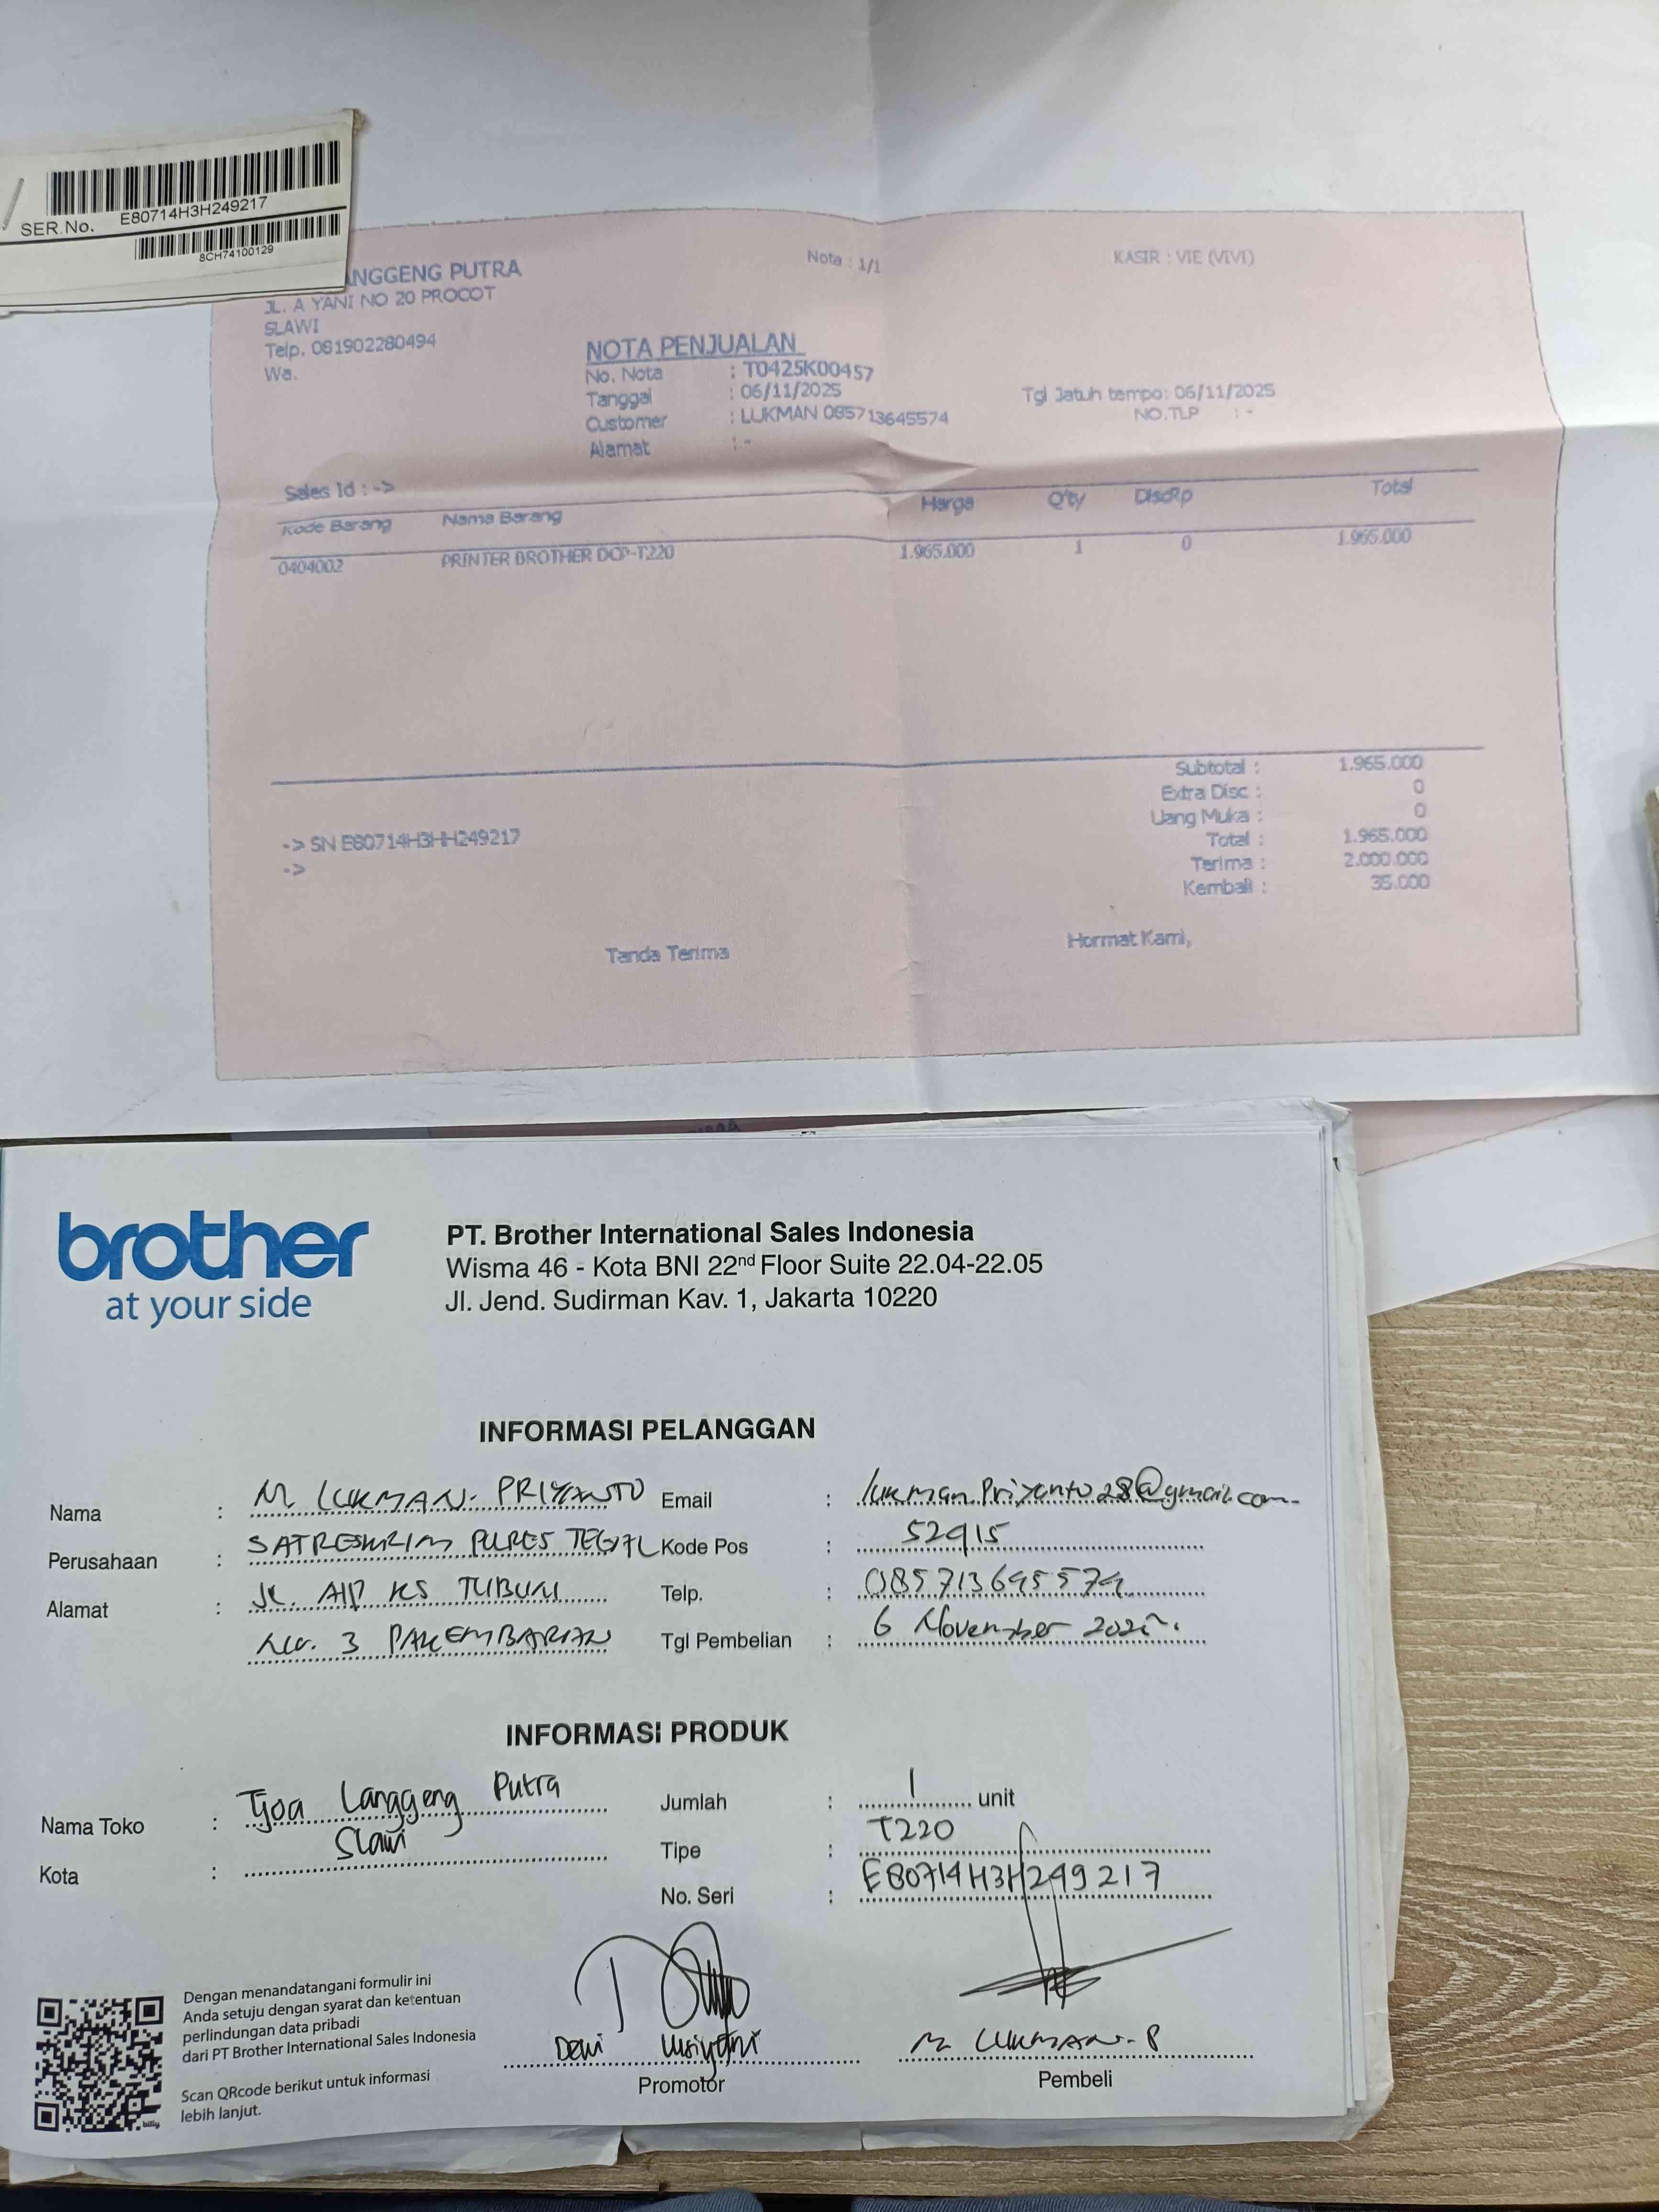 SER.No. E80714H3H249217
8CH74100129
ANGGENG PUTRA
JL. A YANI NO 20 PROCOT
SLAWI
Telp. 081902280494
Wa.
Nota : 1/1
KASIR : VIE (VIVI)
NOTA PENJUALAN
No. Nota : T0425K00457
Tanggal : 06/11/2025
Customer : LUKMAN 085713645574
Alamat : -
Tgl Jatuh tempo: 06/11/2025
NO.TLP : -
Sales Id : ->
Kode Barang Nama Barang Harga Q'ty DiscRp Total
0404002 PRINTER BROTHER DCP-T220 1.965.000 1 0 1.965.000
Subtotal : 1.965.000
Extra Disc : 0
Uang Muka : 0
Total : 1.965.000
Terima : 2.000.000
Kembali : 35.000
-> SN E80714H3HH249217
->
Tanda Terima
Hormat Kami,
brother
at your side
PT. Brother International Sales Indonesia
Wisma 46 - Kota BNI 22nd Floor Suite 22.04-22.05
Jl. Jend. Sudirman Kav. 1, Jakarta 10220
INFORMASI PELANGGAN
Nama : M LUKMAN. PRIYANTO
Perusahaan : SATRESKRIM POLRES TEGAL
Alamat : JL. AIP KS TUBUN
No. 3 PAKEMBARAN
Email : lukman.Priyanto28@gmail.com
Kode Pos : 52415
Telp. : 085713645574
Tgl Pembelian : 6 November 2025.
INFORMASI PRODUK
Nama Toko : Tjoa Langgeng Putra
Kota : Slawi
Jumlah : 1 unit
Tipe : T220
No. Seri : E80714H3H249217
Dengan menandatangani formulir ini
Anda setuju dengan syarat dan ketentuan
perlindungan data pribadi
dari PT Brother International Sales Indonesia
Scan QRcode berikut untuk informasi
lebih lanjut.
bitly
Dewi
Promotor
M LUKMAN. P
Pembeli